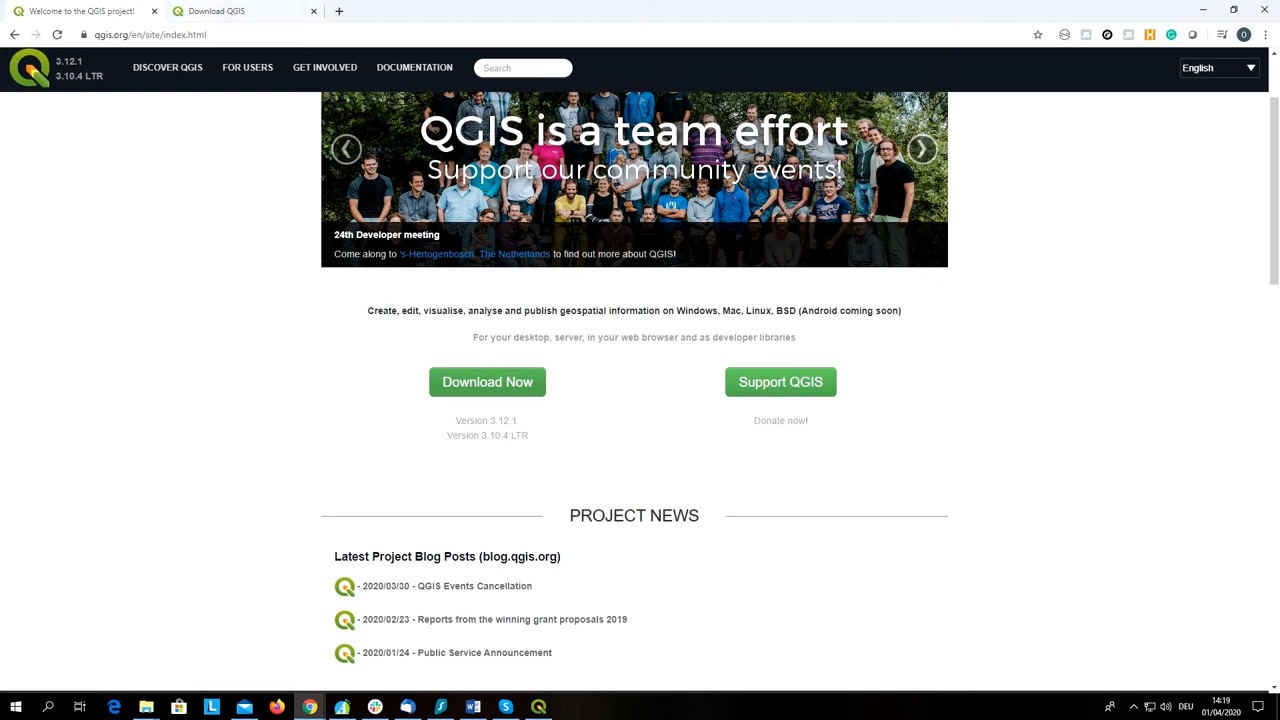 Welcome to the QGIS project!
Download QGIS
qgis.org/en/site/index.html
O
3.12.1
3.10.4 LTR
DISCOVER QGIS
FOR USERS
GET INVOLVED
DOCUMENTATION
Search
English
QGIS is a team effort
Support our community events!
24th Developer meeting
Come along to 's-Hertogenbosch, The Netherlands to find out more about QGIS!
Create, edit, visualise, analyse and publish geospatial information on Windows, Mac, Linux, BSD (Android coming soon)
For your desktop, server, in your web browser and as developer libraries
Download Now
Support QGIS
Version 3.12.1
Version 3.10.4 LTR
Donate now!
PROJECT NEWS
Latest Project Blog Posts (blog.qgis.org)
- 2020/03/30 - QGIS Events Cancellation
- 2020/02/23 - Reports from the winning grant proposals 2019
- 2020/01/24 - Public Service Announcement
DEU
14:19
01/04/2020